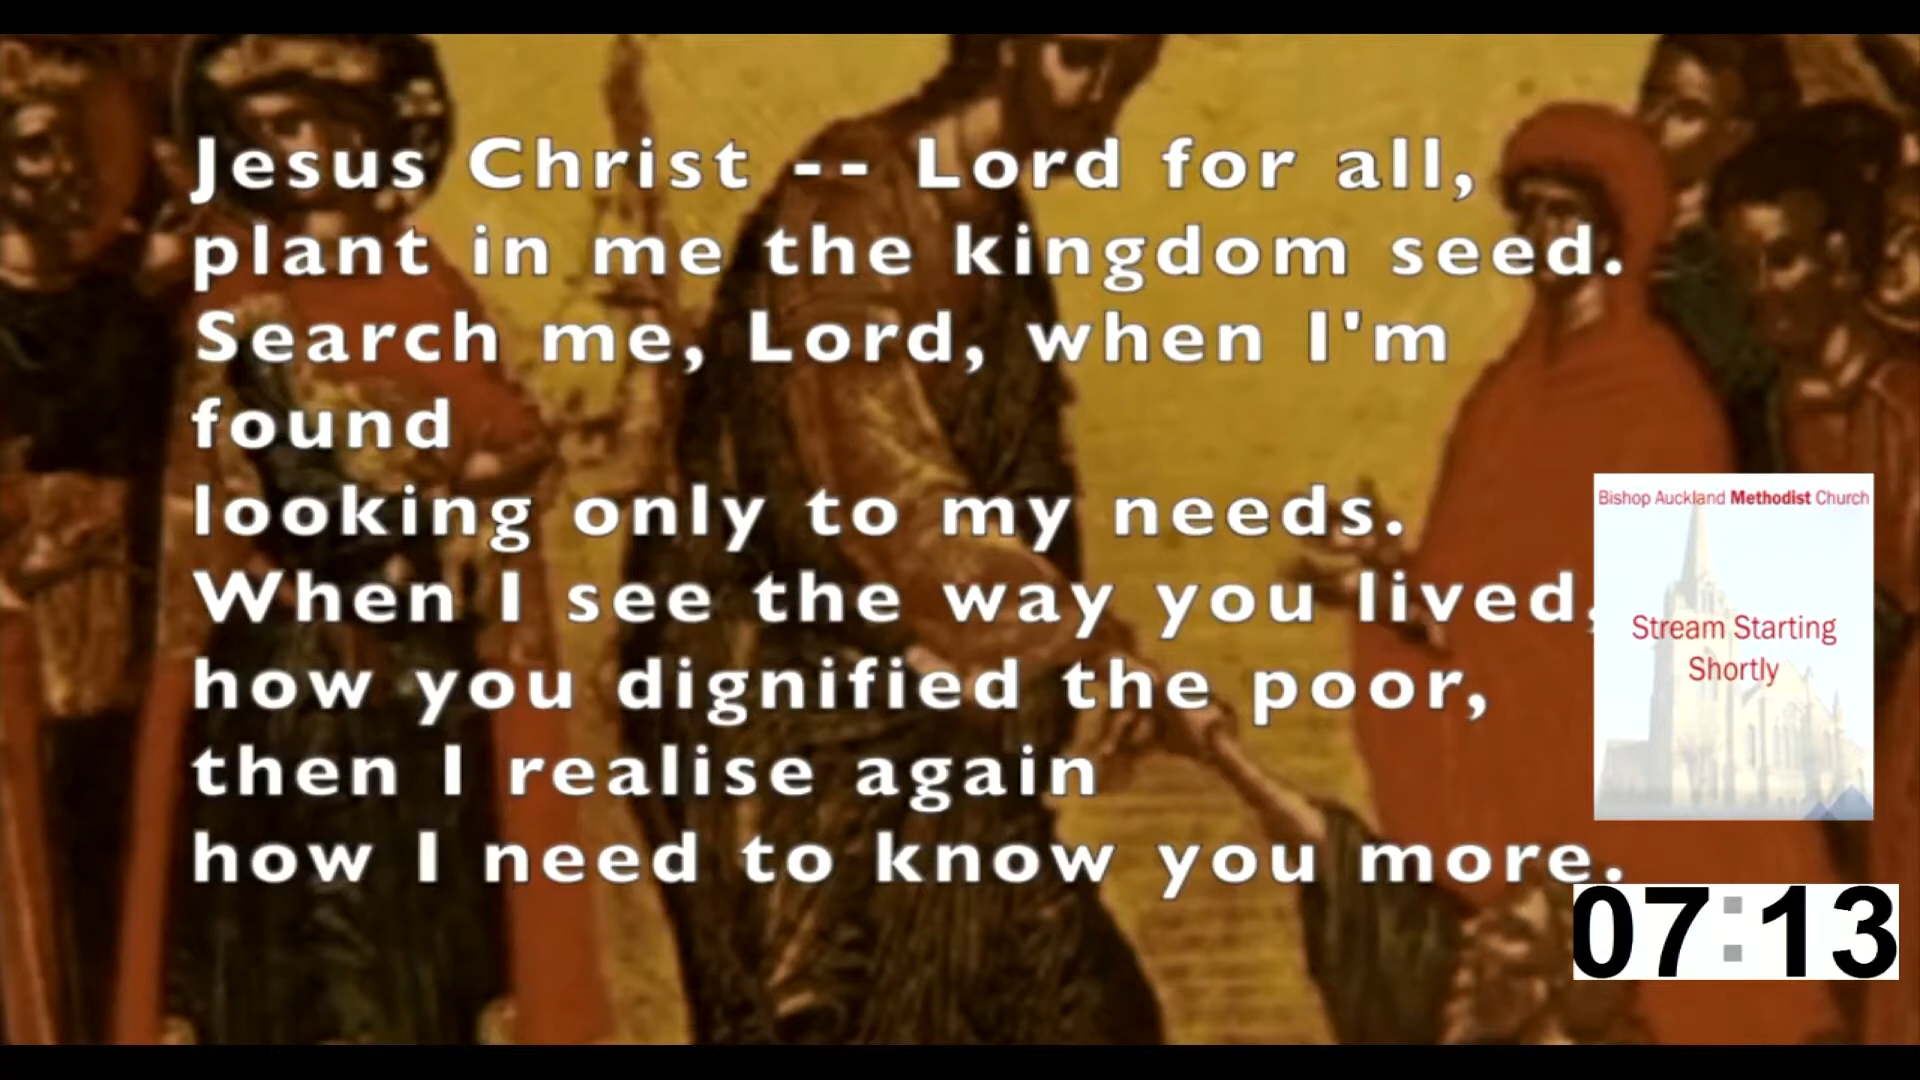 Jesus Christ -- Lord for all,
plant in me the kingdom seed.
Search me, Lord, when I'm
found
looking only to my needs.
When I see the way you lived,
how you dignified the poor,
then I realise again
how I need to know you more.
Bishop Auckland Methodist Church
Stream Starting
Shortly
07:13